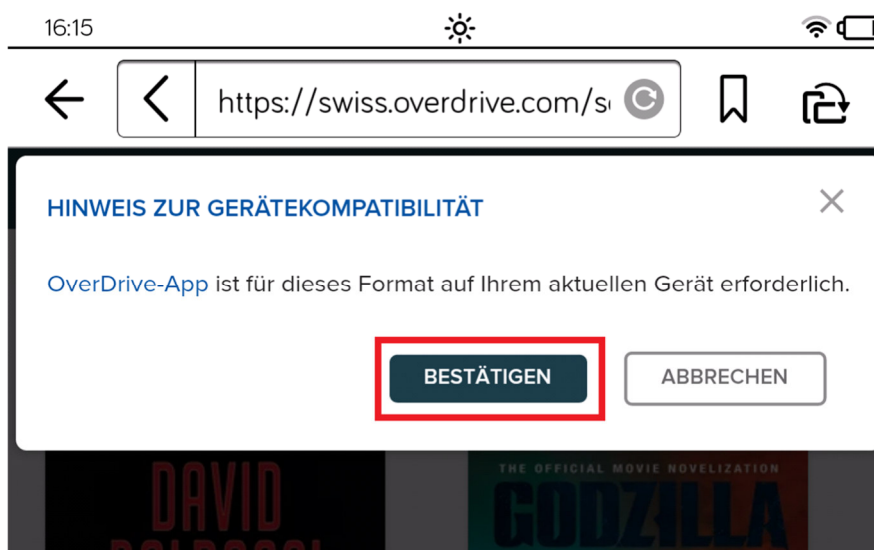 16:15
https://swiss.overdrive.com/s
HINWEIS ZUR GERÄTEKOMPATIBILITÄT
OverDrive-App ist für dieses Format auf Ihrem aktuellen Gerät erforderlich.
BESTÄTIGEN
ABBRECHEN
THE OFFICIAL MOVIE NOVELIZATION
DAVID
GODZILLA